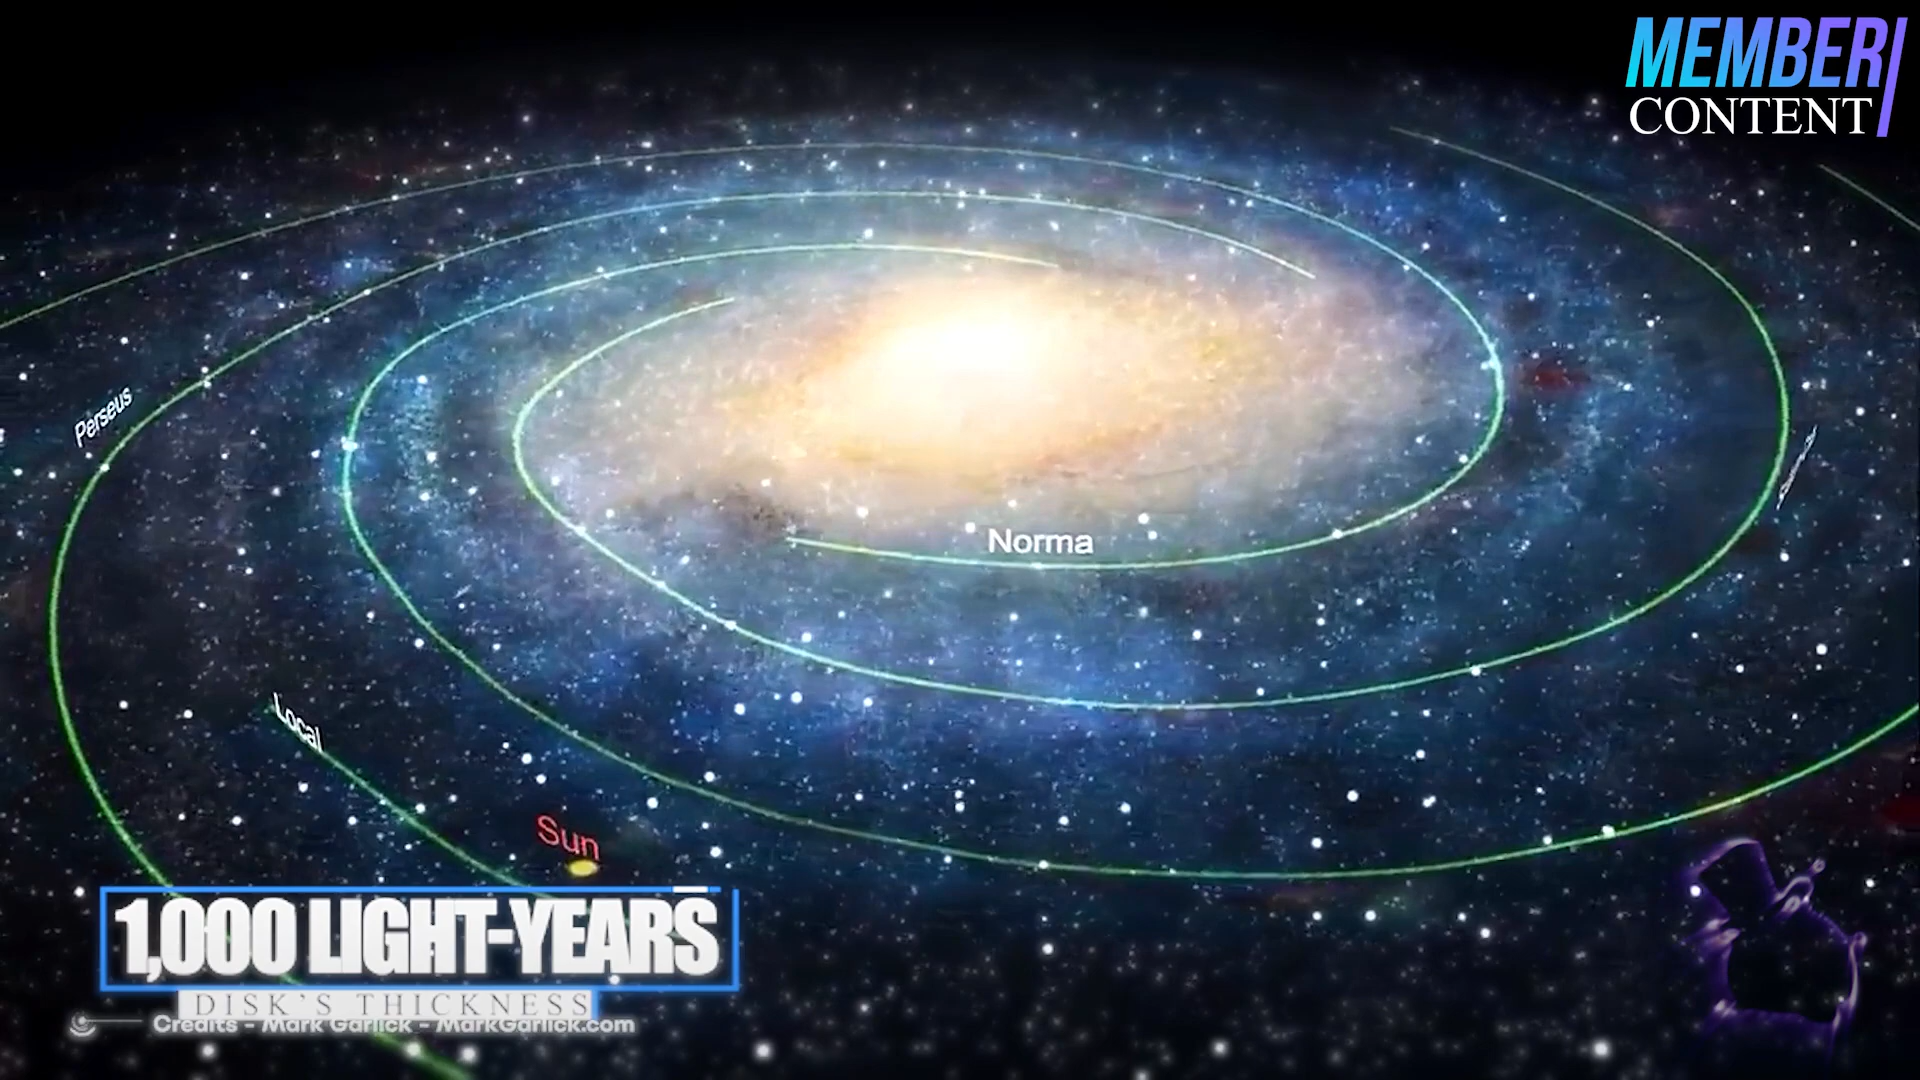 MEMBER
CONTENT
Perseus
Norma
Local
Sun
1,000 LIGHT-YEARS
DISK'S THICKNESS
Credits - Mark Garlick - MarkGarlick.com